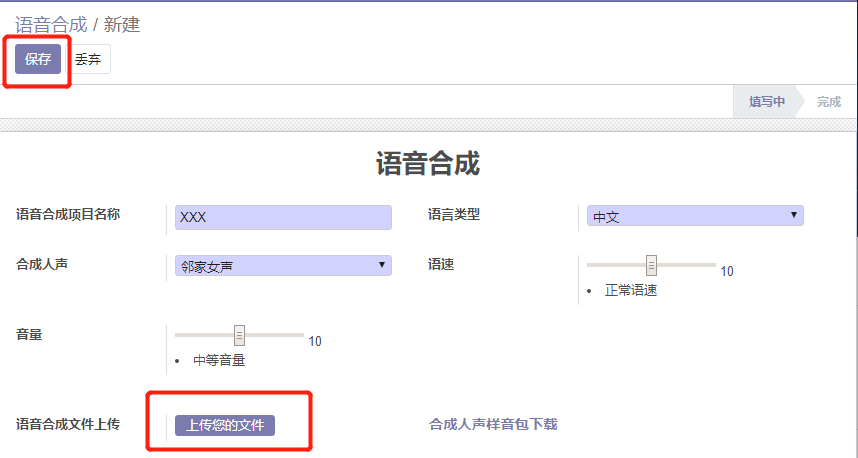 语音合成 / 新建
保存 丢弃
填写中 完成
语音合成
语音合成项目名称 XXX 语言类型 中文
合成人声 邻家女声 语速 10
正常语速
音量 10
中等音量
语音合成文件上传 上传您的文件 合成人声样音包下载